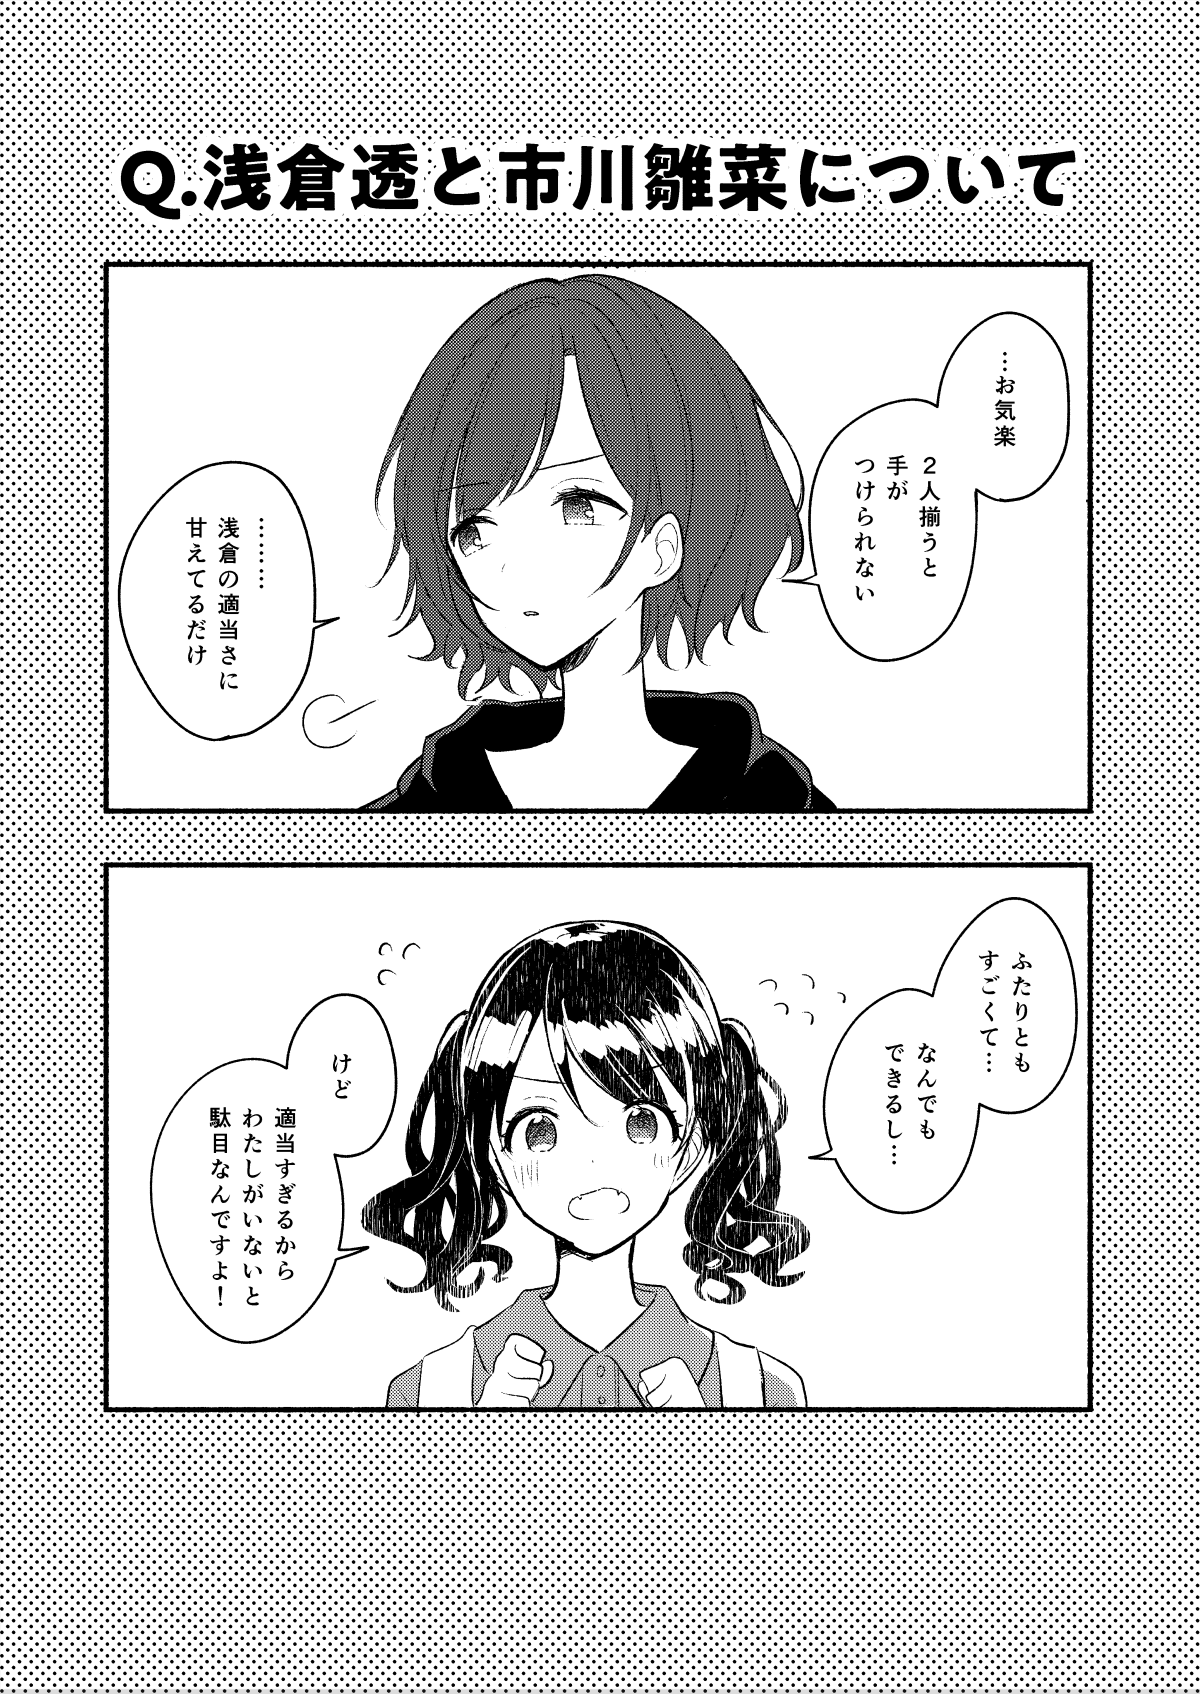 Q.浅倉透と市川雛菜について
…お気楽
2人揃うと
手が
つけられない
………
浅倉の適当さに
甘えてるだけ
ふたりとも
すごくて…
なんでも
できるし…
けど
適当すぎるから
わたしがいないと
駄目なんですよ！